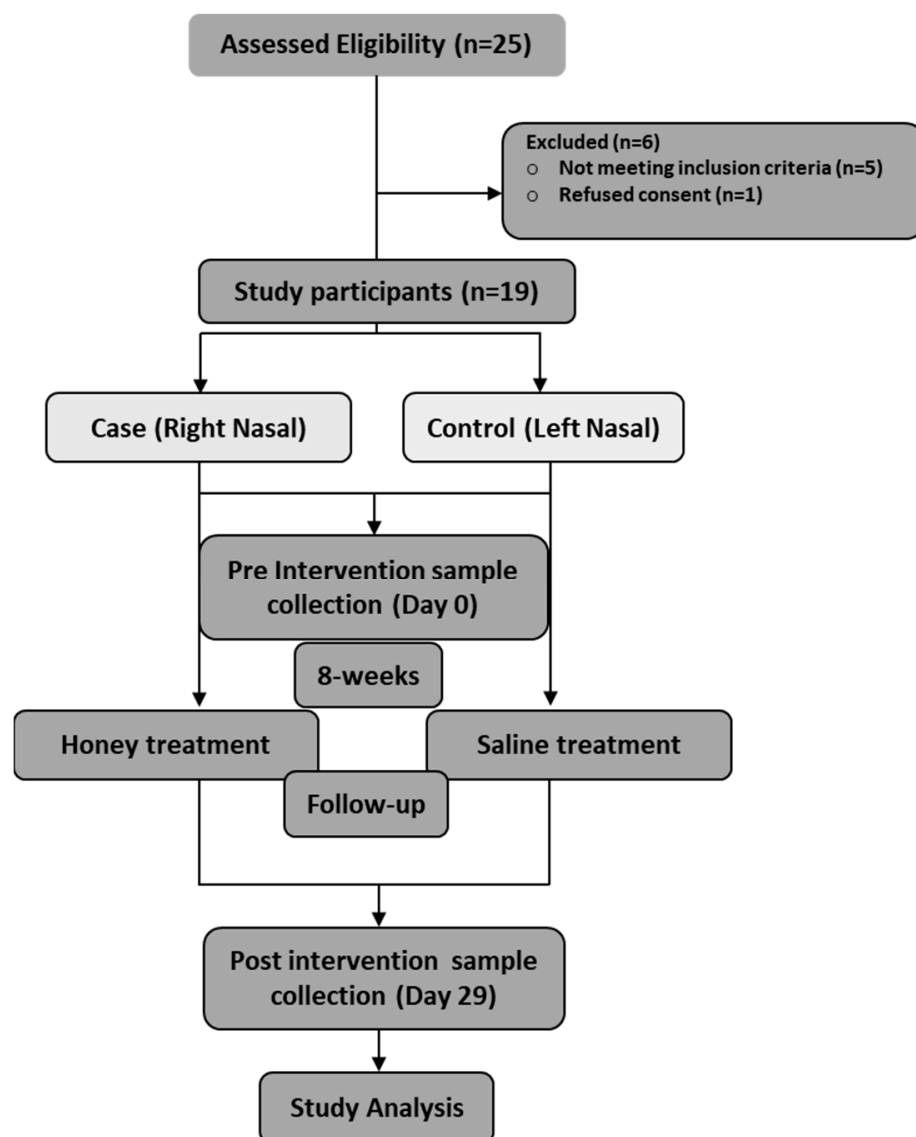 Assessed Eligibility (n=25)
Excluded (n=6)
○ Not meeting inclusion criteria (n=5)
○ Refused consent (n=1)
Study participants (n=19)
Case (Right Nasal)
Control (Left Nasal)
Pre Intervention sample
collection (Day 0)
8-weeks
Honey treatment
Saline treatment
Follow-up
Post intervention sample
collection (Day 29)
Study Analysis